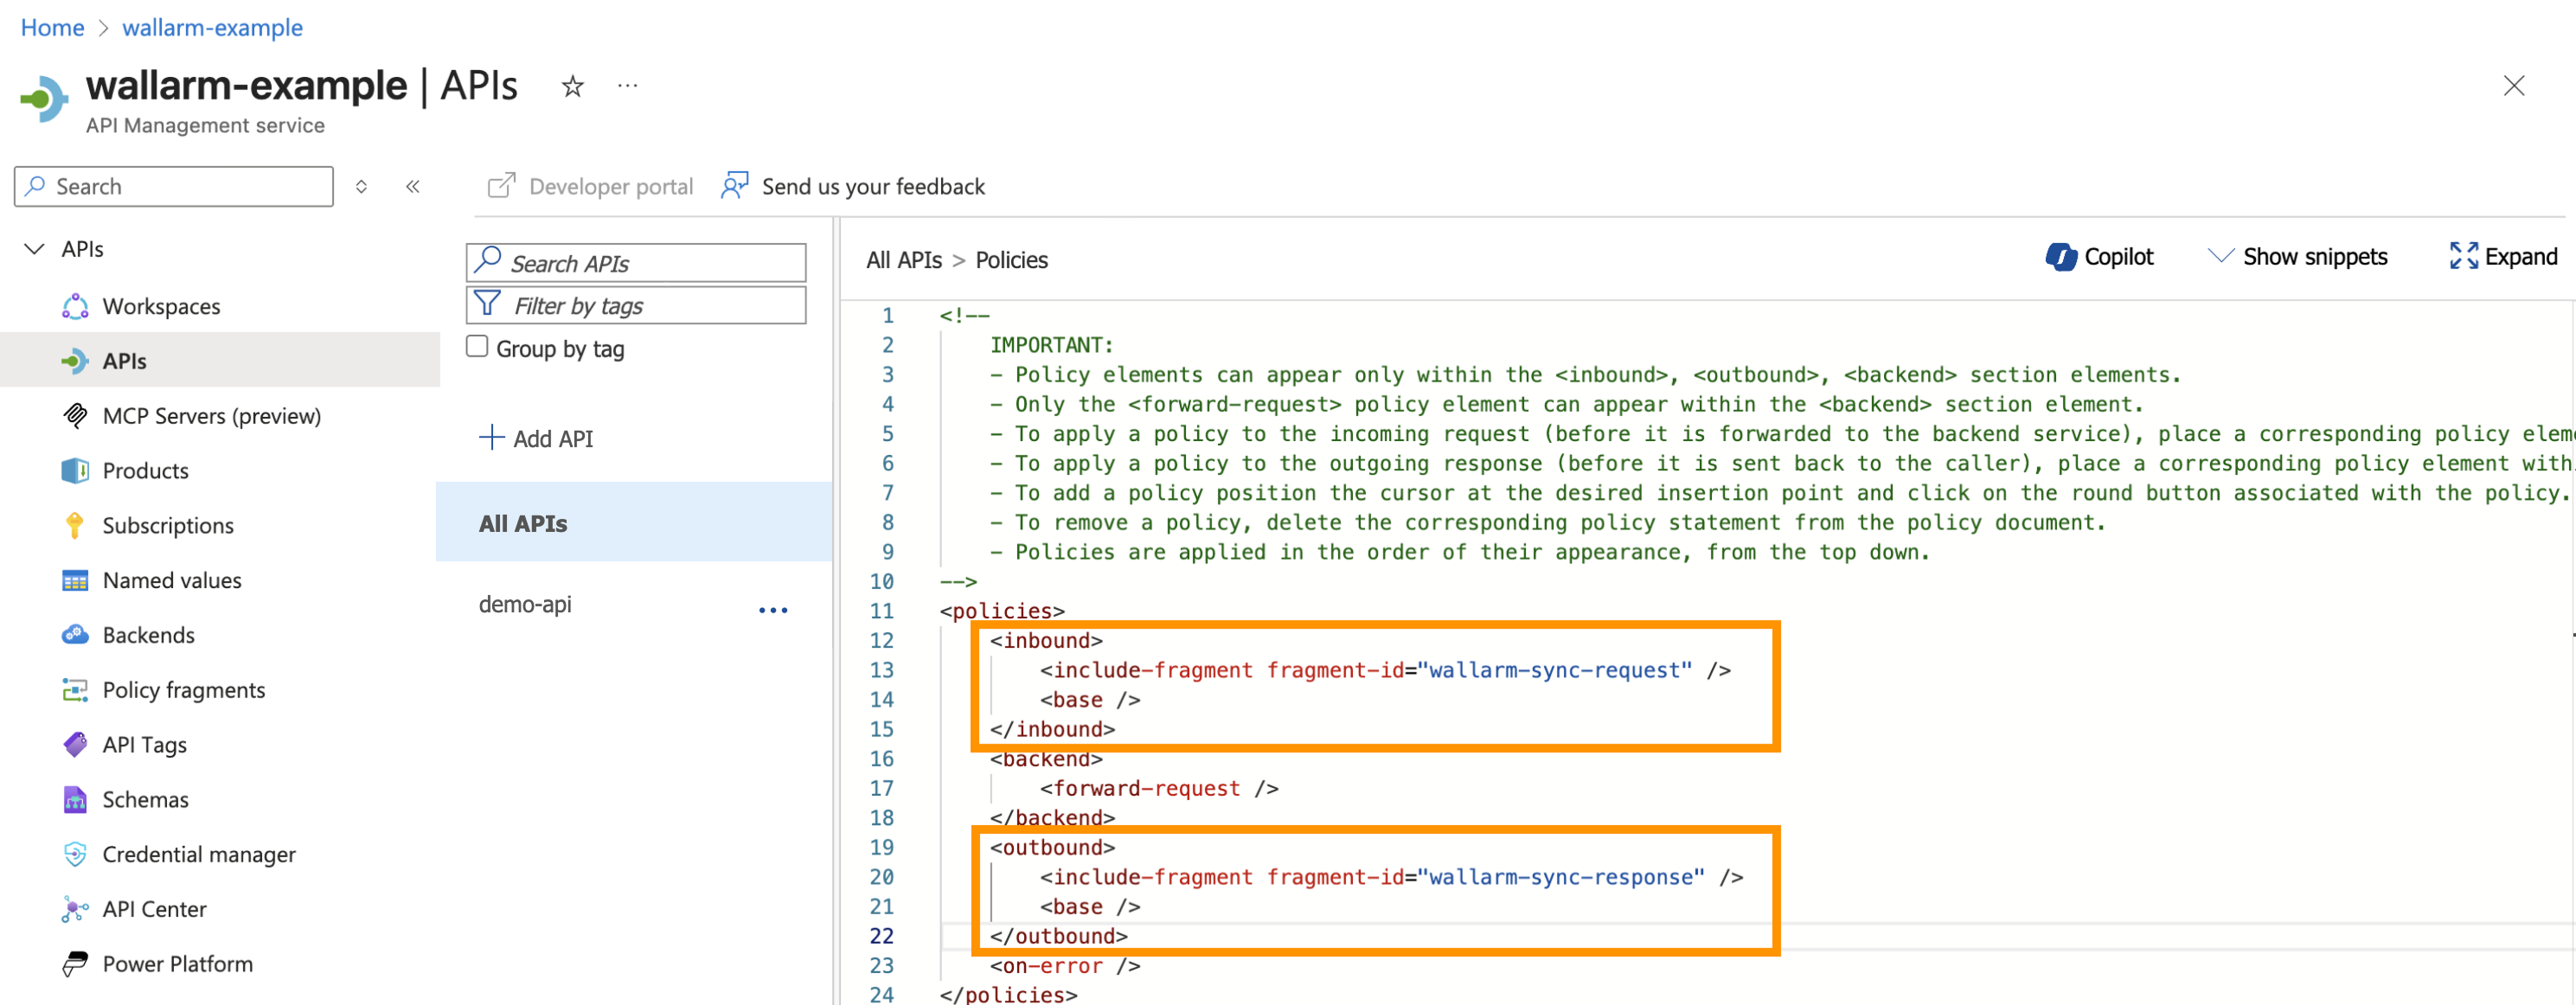 Home > wallarm-example
wallarm-example | APIs
API Management service
Search
Developer portal
Send us your feedback
APIs
Workspaces
APIs
MCP Servers (preview)
Products
Subscriptions
Named values
Backends
Policy fragments
API Tags
Schemas
Credential manager
API Center
Power Platform
Search APIs
Filter by tags
Group by tag
Add API
All APIs
demo-api
All APIs > Policies
Copilot
Show snippets
Expand
1 <!--
2 IMPORTANT:
3 - Policy elements can appear only within the <inbound>, <outbound>, <backend> section elements.
4 - Only the <forward-request> policy element can appear within the <backend> section element.
5 - To apply a policy to the incoming request (before it is forwarded to the backend service), place a corresponding policy elem
6 - To apply a policy to the outgoing response (before it is sent back to the caller), place a corresponding policy element with
7 - To add a policy position the cursor at the desired insertion point and click on the round button associated with the policy.
8 - To remove a policy, delete the corresponding policy statement from the policy document.
9 - Policies are applied in the order of their appearance, from the top down.
10 -->
11 <policies>
12 <inbound>
13 <include-fragment fragment-id="wallarm-sync-request" />
14 <base />
15 </inbound>
16 <backend>
17 <forward-request />
18 </backend>
19 <outbound>
20 <include-fragment fragment-id="wallarm-sync-response" />
21 <base />
22 </outbound>
23 <on-error />
24 </policies>